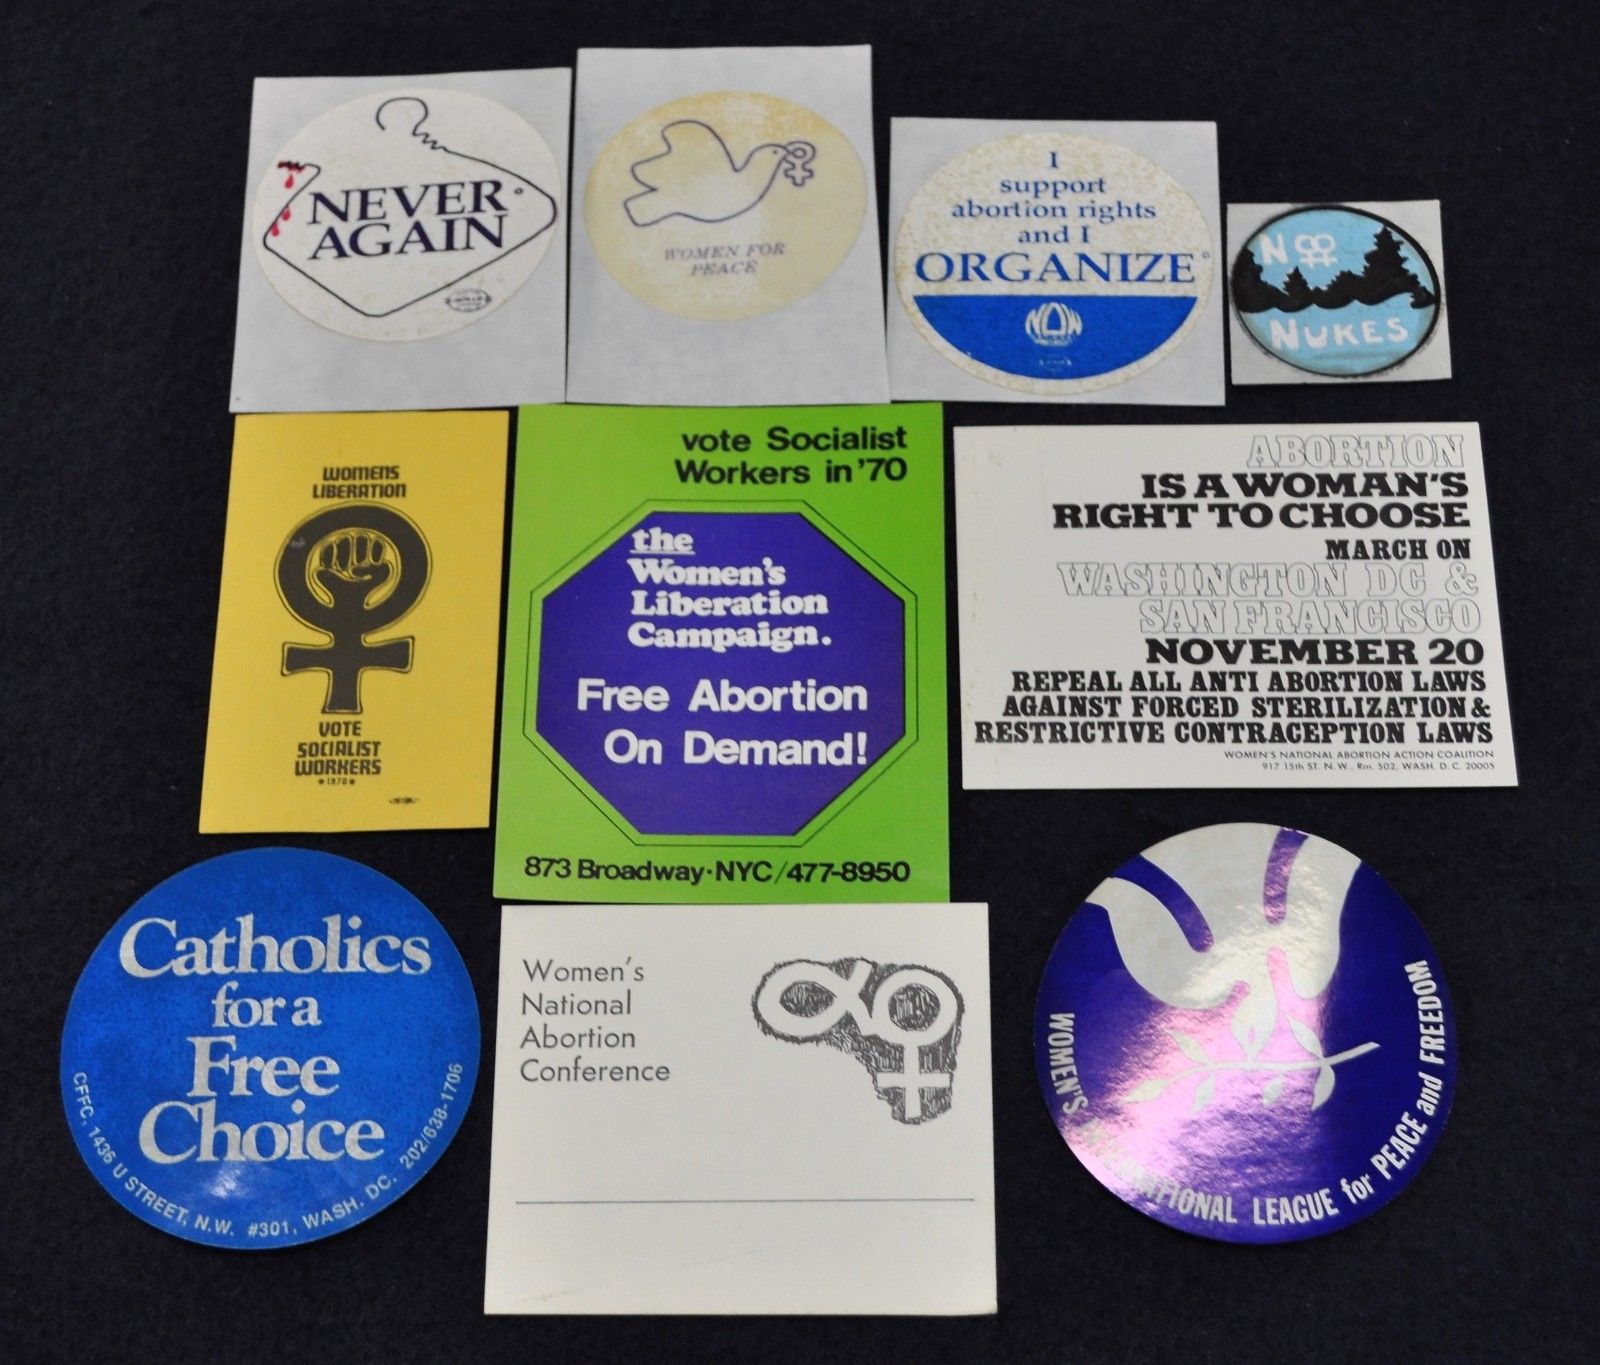 NEVER
AGAIN
WOMEN FOR
PEACE
I
support
abortion rights
and I
ORGANIZE
NOW
NO
NUKES
WOMENS
LIBERATION
VOTE
SOCIALIST
WORKERS
•1970•
vote Socialist
Workers in '70
the
Women's
Liberation
Campaign.
Free Abortion
On Demand!
873 Broadway·NYC/477-8950
ABORTION
IS A WOMAN'S
RIGHT TO CHOOSE
MARCH ON
WASHINGTON DC &
SAN FRANCISCO
NOVEMBER 20
REPEAL ALL ANTI ABORTION LAWS
AGAINST FORCED STERILIZATION &
RESTRICTIVE CONTRACEPTION LAWS
WOMEN'S NATIONAL ABORTION ACTION COALITION
917 15th ST. N.W., Rm. 502, WASH. D.C. 20005
Catholics
for a
Free
Choice
CFFC, 1436 U STREET, N.W. #301, WASH. DC. 202/638-1706
Women's
National
Abortion
Conference
WOMEN'S INTERNATIONAL LEAGUE for PEACE and FREEDOM